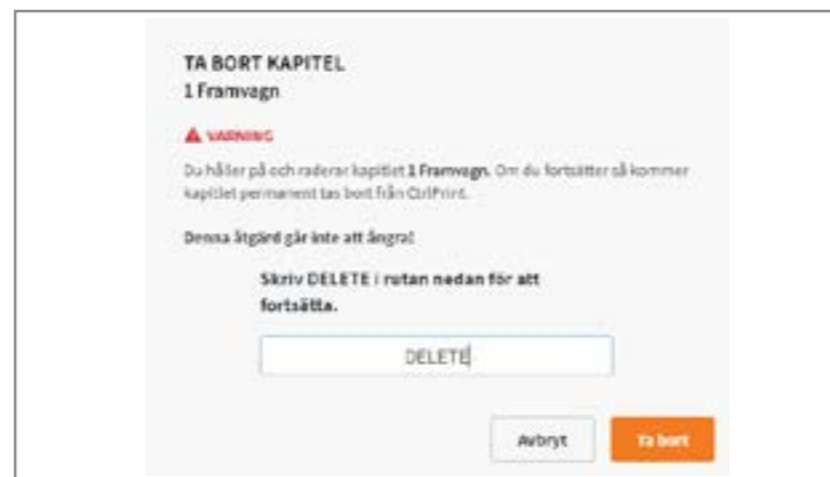 TA BORT KAPITEL
1 Framvagn
VARNING
Du håller på och raderar kapitlet 1 Framvagn. Om du fortsätter så kommer
kapitlet permanent tas bort från CtrlPrint.
Denna åtgärd går inte att ångra!
Skriv DELETE i rutan nedan för att
fortsätta.
DELETE
Avbryt
Ta bort